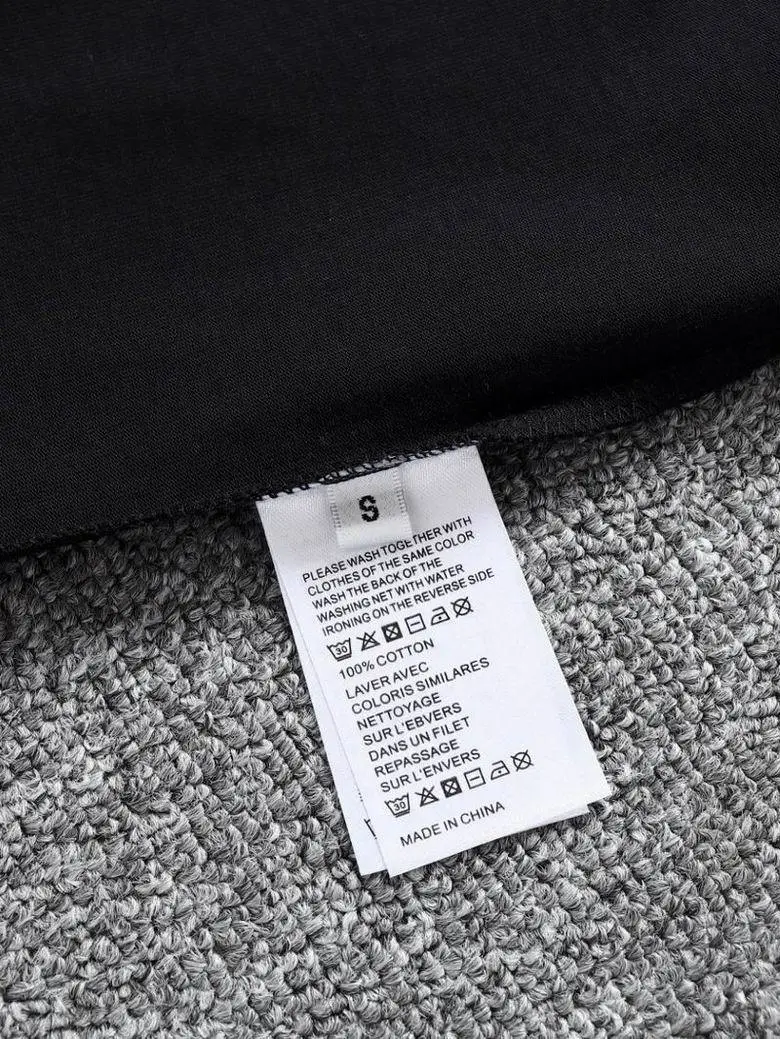 S
PLEASE WASH TOGETHER WITH
CLOTHES OF THE SAME COLOR
WASH THE BACK OF THE
WASHING NET WITH WATER
IRONING ON THE REVERSE SIDE
30
100% COTTON
LAVER AVEC
COLORIS SIMILARES
NETTOYAGE
SUR L'EBVERS
DANS UN FILET
REPASSAGE
SUR L'ENVERS
30
MADE IN CHINA